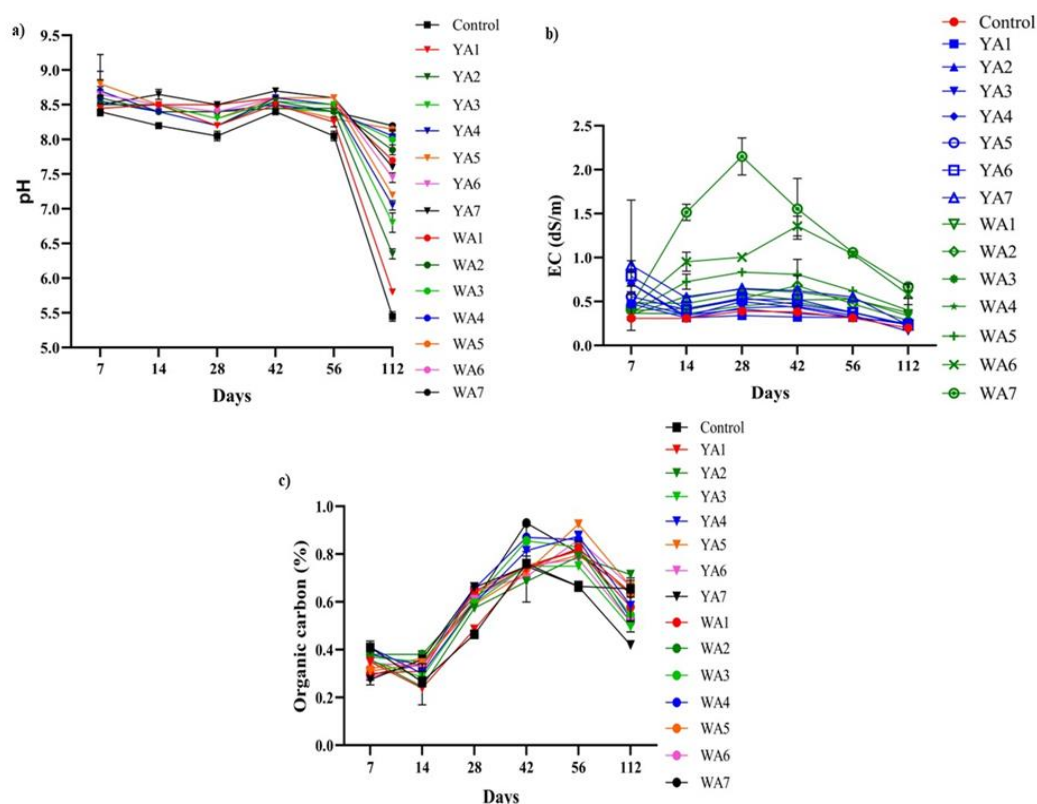 a)
pH
9.5
9.0
8.5
8.0
7.5
7.0
6.5
6.0
5.5
5.0
7 14 28 42 56 112
Days
Control
YA1
YA2
YA3
YA4
YA5
YA6
YA7
WA1
WA2
WA3
WA4
WA5
WA6
WA7
b)
EC (dS/m)
2.5
2.0
1.5
1.0
0.5
0.0
7 14 28 42 56 112
Days
Control
YA1
YA2
YA3
YA4
YA5
YA6
YA7
WA1
WA2
WA3
WA4
WA5
WA6
WA7
c)
Organic carbon (%)
1.0
0.8
0.6
0.4
0.2
0.0
7 14 28 42 56 112
Days
Control
YA1
YA2
YA3
YA4
YA5
YA6
YA7
WA1
WA2
WA3
WA4
WA5
WA6
WA7